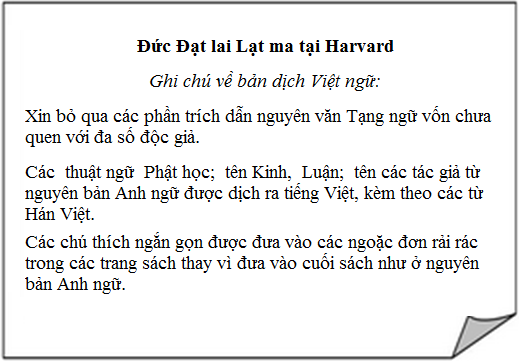 Đức Đạt lai Lạt ma tại Harvard
Ghi chú về bản dịch Việt ngữ:
Xin bỏ qua các phần trích dẫn nguyên văn Tạng ngữ vốn chưa
quen với đa số độc giả.
Các thuật ngữ Phật học; tên Kinh, Luận; tên các tác giả từ
nguyên bản Anh ngữ được dịch ra tiếng Việt, kèm theo các từ
Hán Việt.
Các chú thích ngắn gọn được đưa vào các ngoặc đơn rải rác
trong các trang sách thay vì đưa vào cuối sách như ở nguyên
bản Anh ngữ.